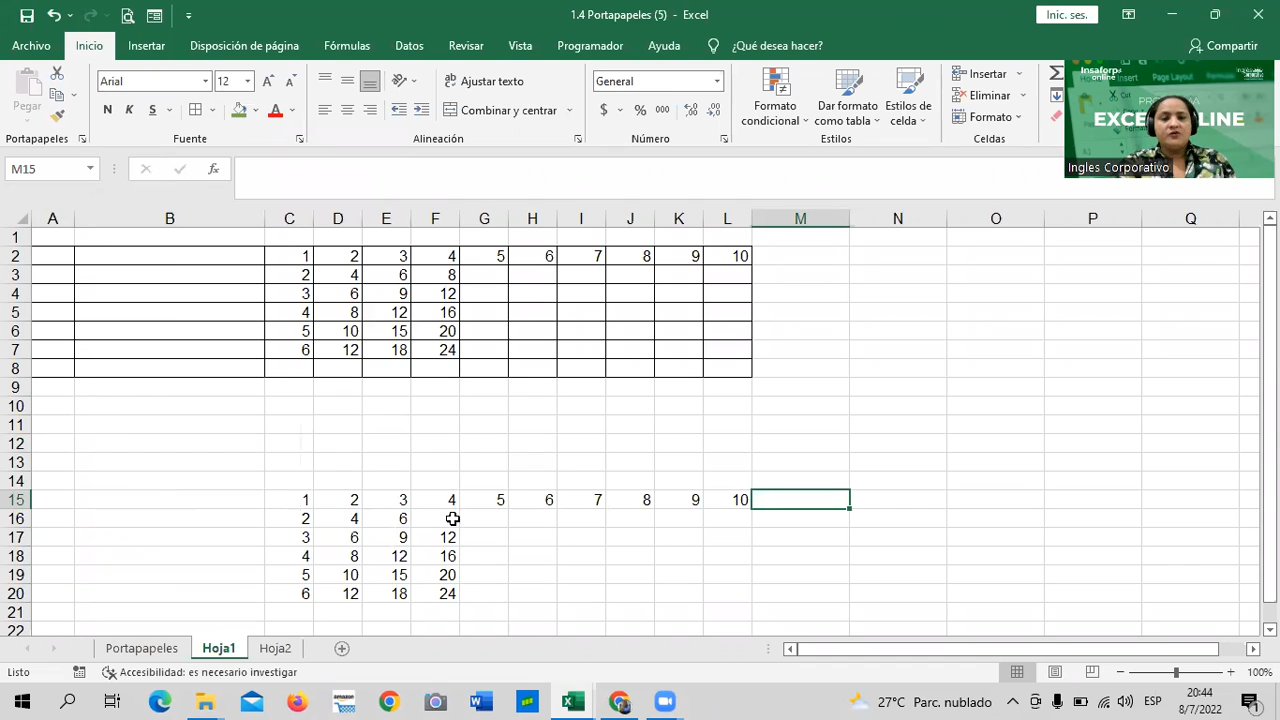 1.4 Portapapeles (5) - Excel
Inic. ses.
Archivo Inicio Insertar Disposición de página Fórmulas Datos Revisar Vista Programador Ayuda ¿Qué desea hacer? Compartir
Pegar
Arial 12
Ajustar texto
General
Formato condicional
Dar formato como tabla
Estilos de celda
Insertar
N K S
Combinar y centrar
$ % 000
Eliminar
Formato
Portapapeles Fuente Alineación Número Estilos Celdas
Insaforp online
EXCEL ONLINE
Ingles Corporativo
M15 fx
A B C D E F G H I J K L M N O P Q
1
2 1 2 3 4 5 6 7 8 9 10
3 2 4 6 8
4 3 6 9 12
5 4 8 12 16
6 5 10 15 20
7 6 12 18 24
8
9
10
11
12
13
14
15 1 2 3 4 5 6 7 8 9 10
16 2 4 6
17 3 6 9 12
18 4 8 12 16
19 5 10 15 20
20 6 12 18 24
21
22
Portapapeles Hoja1 Hoja2
Listo Accesibilidad: es necesario investigar 100%
27°C Parc. nublado ESP 20:44
8/7/2022